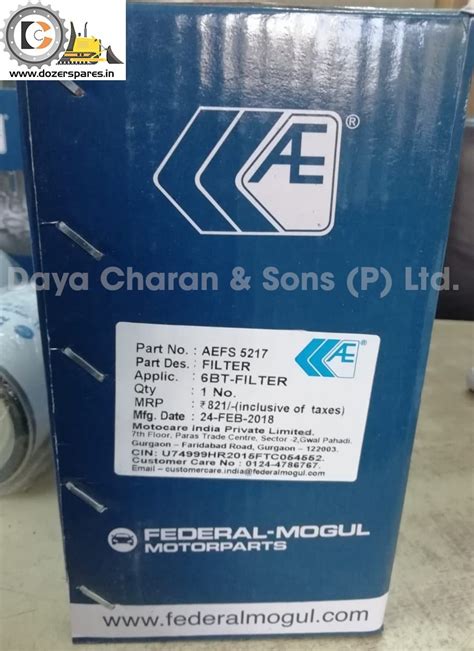 DC
www.dozerspares.in
Æ®
Daya Charan & Sons (P) Ltd.
Part No. : AEFS 5217
Part Des. : FILTER
Applic. : 6BT-FILTER
Qty : 1 No.
MRP : ₹821/-(inclusive of taxes)
Mfg. Date : 24-FEB-2018
Motocare india Private Limited.
7th Floor, Paras Trade Centre, Sector -2,Gwal Pahadi,
Gurgaon – Faridabad Road, Gurgaon – 122003.
CIN: U74999HR2015FTC054552.
Customer Care No : 0124-4786767.
Email – customercare.india@federalmogul.com
Æ®
FEDERAL-MOGUL
MOTORPARTS
www.federalmogul.com